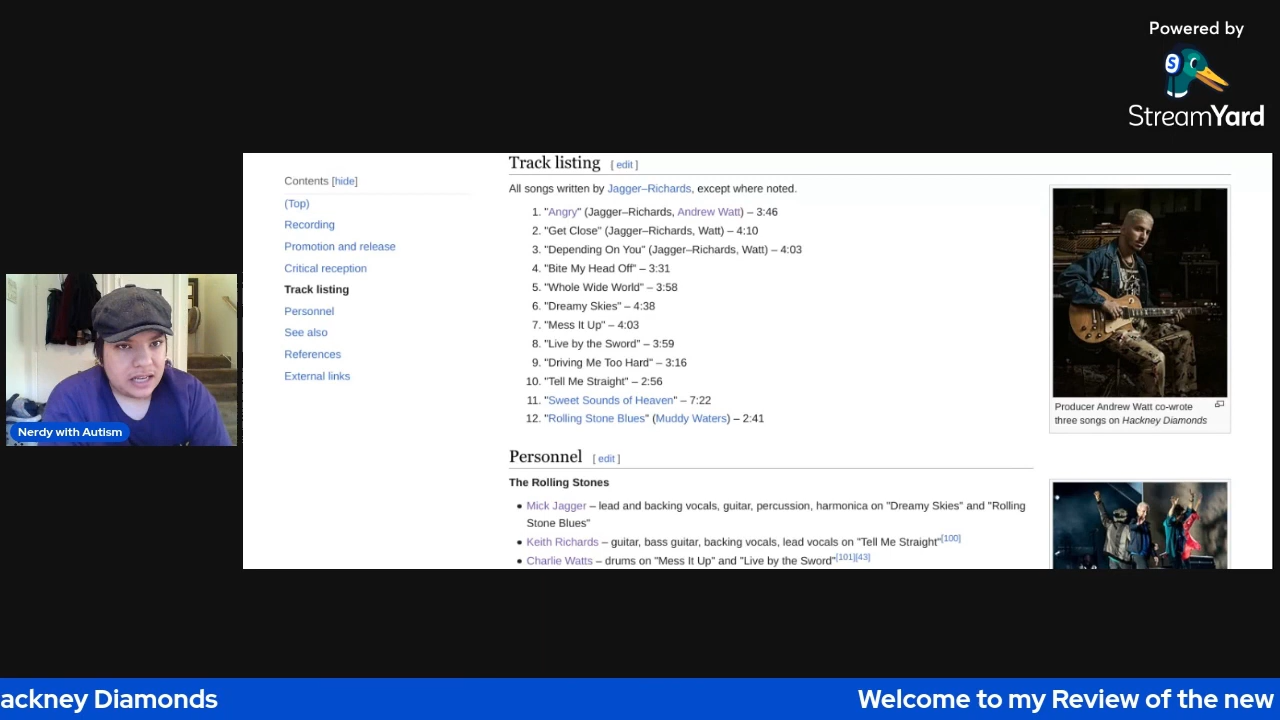 Powered by
S
StreamYard
Contents [hide]
(Top)
Recording
Promotion and release
Critical reception
Track listing
Personnel
See also
References
External links
Track listing [ edit ]
All songs written by Jagger–Richards, except where noted.
1. "Angry" (Jagger–Richards, Andrew Watt) – 3:46
2. "Get Close" (Jagger–Richards, Watt) – 4:10
3. "Depending On You" (Jagger–Richards, Watt) – 4:03
4. "Bite My Head Off" – 3:31
5. "Whole Wide World" – 3:58
6. "Dreamy Skies" – 4:38
7. "Mess It Up" – 4:03
8. "Live by the Sword" – 3:59
9. "Driving Me Too Hard" – 3:16
10. "Tell Me Straight" – 2:56
11. "Sweet Sounds of Heaven" – 7:22
12. "Rolling Stone Blues" (Muddy Waters) – 2:41
Producer Andrew Watt co-wrote
three songs on Hackney Diamonds
Personnel [ edit ]
The Rolling Stones
• Mick Jagger – lead and backing vocals, guitar, percussion, harmonica on "Dreamy Skies" and "Rolling
Stone Blues"
• Keith Richards – guitar, bass guitar, backing vocals, lead vocals on "Tell Me Straight"[100]
• Charlie Watts – drums on "Mess It Up" and "Live by the Sword"[101][43]
Nerdy with Autism
ackney Diamonds
Welcome to my Review of the new